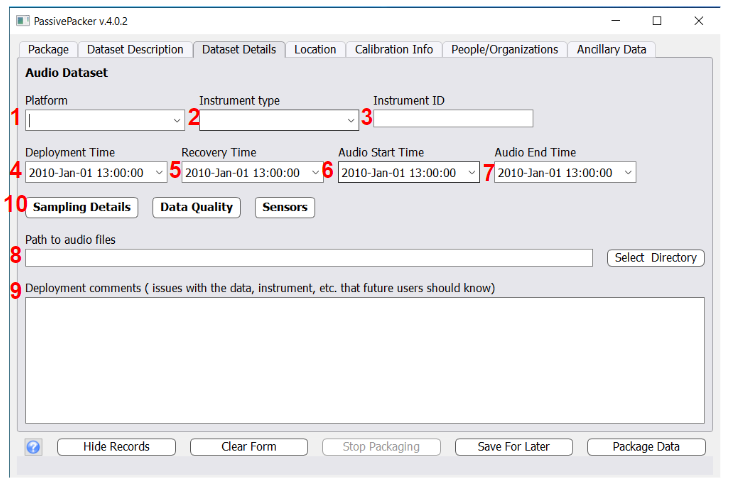 PassivePacker v.4.0.2
Package Dataset Description Dataset Details Location Calibration Info People/Organizations Ancillary Data
Audio Dataset
Platform Instrument type Instrument ID
1 2 3
Deployment Time Recovery Time Audio Start Time Audio End Time
4 2010-Jan-01 13:00:00 5 2010-Jan-01 13:00:00 6 2010-Jan-01 13:00:00 7 2010-Jan-01 13:00:00
10 Sampling Details Data Quality Sensors
Path to audio files
8 Select Directory
9 Deployment comments ( issues with the data, instrument, etc. that future users should know)
? Hide Records Clear Form Stop Packaging Save For Later Package Data